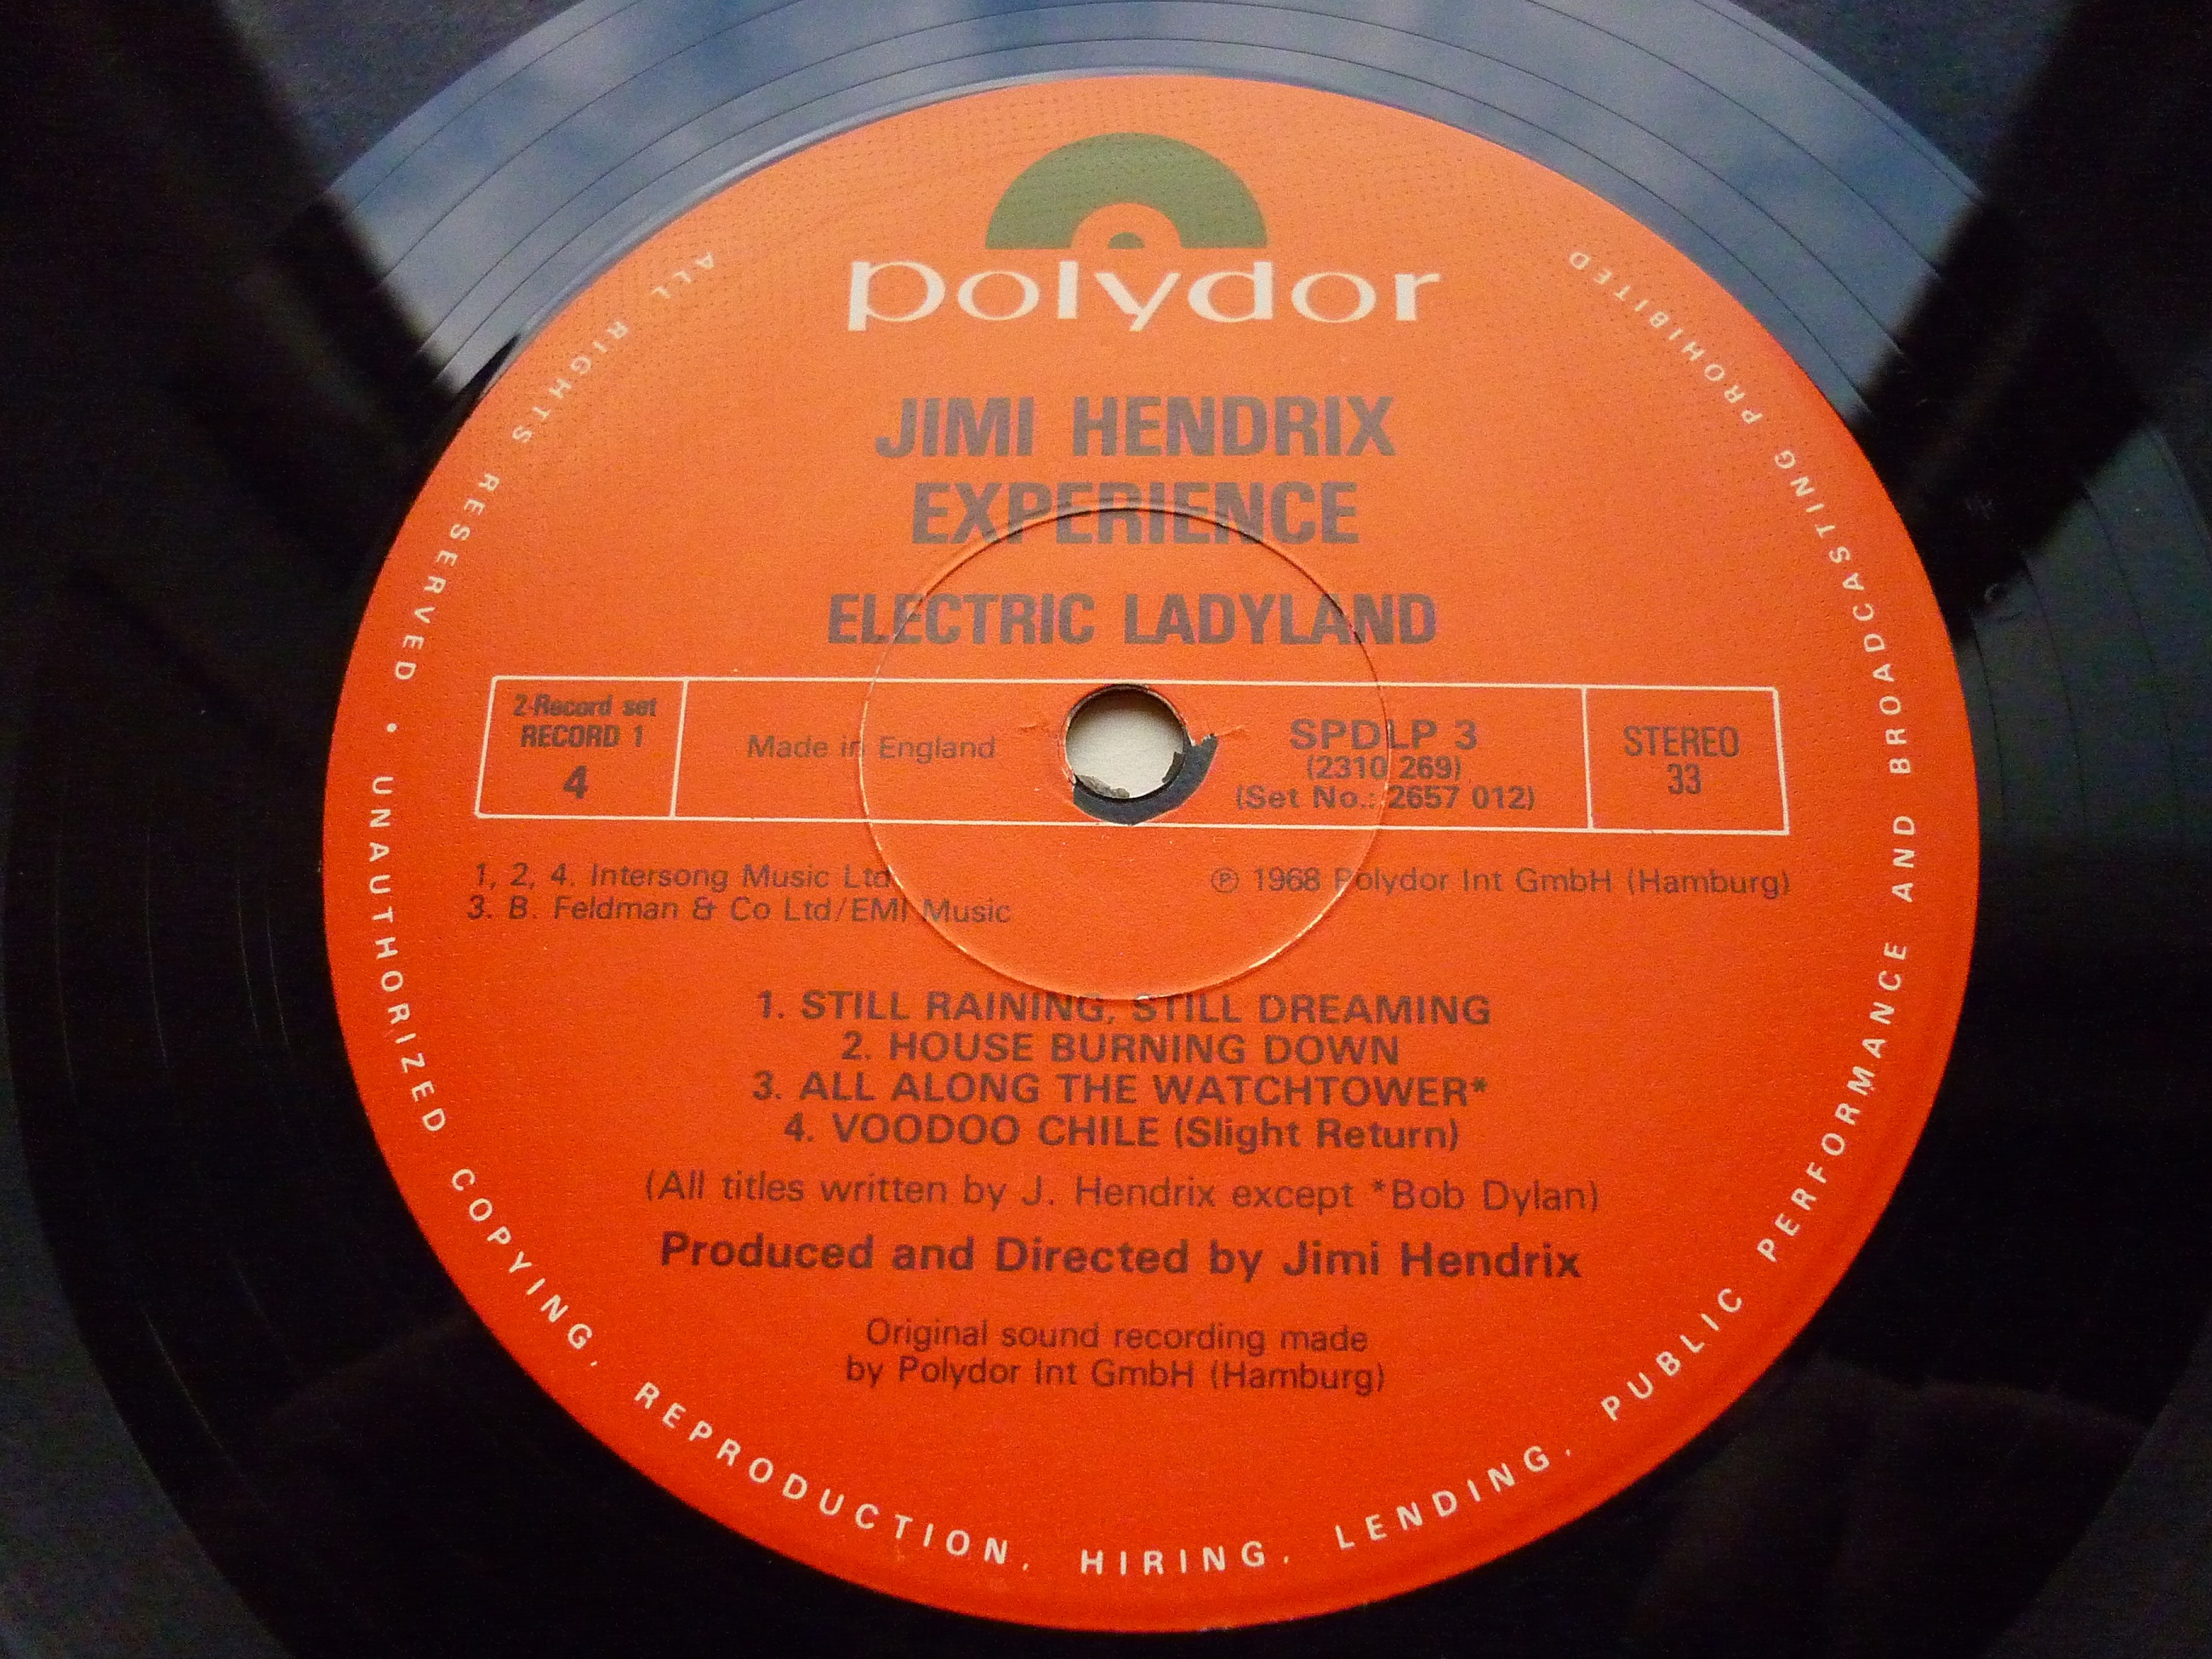 polydor
JIMI HENDRIX
EXPERIENCE
ELECTRIC LADYLAND
2-Record set
RECORD 1
4
Made in England
SPDLP 3
(2310 269)
(Set No.: 2657 012)
STEREO
33
1, 2, 4. Intersong Music Ltd
3. B. Feldman & Co Ltd/EMI Music
℗ 1968 Polydor Int GmbH (Hamburg)
1. STILL RAINING, STILL DREAMING
2. HOUSE BURNING DOWN
3. ALL ALONG THE WATCHTOWER*
4. VOODOO CHILE (Slight Return)
(All titles written by J. Hendrix except *Bob Dylan)
Produced and Directed by Jimi Hendrix
Original sound recording made
by Polydor Int GmbH (Hamburg)
ALL RIGHTS RESERVED • UNAUTHORIZED COPYING, REPRODUCTION, HIRING, LENDING, PUBLIC PERFORMANCE AND BROADCASTING PROHIBITED